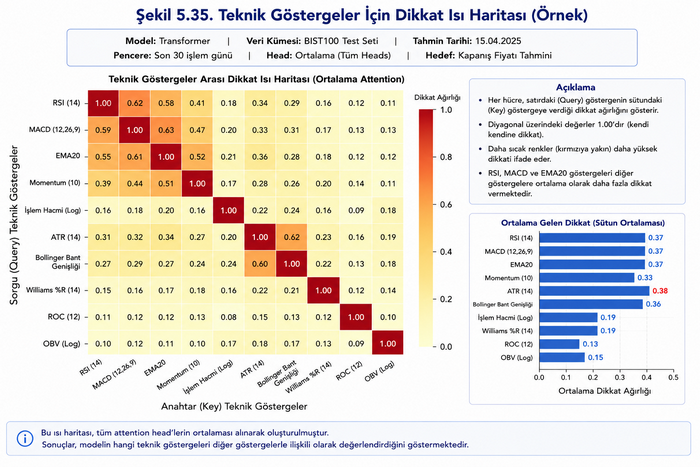 Şekil 5.35. Teknik Göstergeler İçin Dikkat Isı Haritası (Örnek)
Model: Transformer | Veri Kümesi: BIST100 Test Seti | Tahmin Tarihi: 15.04.2025
Pencere: Son 30 işlem günü | Head: Ortalama (Tüm Heads) | Hedef: Kapanış Fiyatı Tahmini
Teknik Göstergeler Arası Dikkat Isı Haritası (Ortalama Attention)
Sorgu (Query) Teknik Göstergeler
RSI (14) 1.00 0.62 0.58 0.41 0.18 0.34 0.29 0.16 0.12 0.11
MACD (12,26,9) 0.59 1.00 0.63 0.47 0.20 0.33 0.31 0.17 0.13 0.13
EMA20 0.55 0.61 1.00 0.52 0.21 0.36 0.28 0.18 0.12 0.12
Momentum (10) 0.39 0.44 0.51 1.00 0.17 0.28 0.26 0.20 0.14 0.11
İşlem Hacmi (Log) 0.16 0.18 0.20 0.16 1.00 0.22 0.24 0.16 0.09 0.18
ATR (14) 0.31 0.32 0.34 0.27 0.20 1.00 0.62 0.23 0.14 0.19
Bollinger Bant
Genişliği 0.27 0.29 0.27 0.24 0.24 0.60 1.00 0.22 0.13 0.18
Williams %R (14) 0.15 0.16 0.17 0.18 0.16 0.23 0.21 1.00 0.12 0.14
ROC (12) 0.11 0.12 0.12 0.13 0.08 0.15 0.13 0.12 1.00 0.10
OBV (Log) 0.10 0.12 0.11 0.10 0.17 0.18 0.17 0.13 0.09 1.00
RSI (14) MACD (12,26,9) EMA20 Momentum (10) İşlem Hacmi (Log) ATR (14) Bollinger Bant Genişliği Williams %R (14) ROC (12) OBV (Log)
Anahtar (Key) Teknik Göstergeler
Dikkat Ağırlığı
1.0
0.8
0.6
0.4
0.2
0.0
Açıklama
• Her hücre, satırdaki (Query) göstergenin sütundaki
(Key) göstergeye verdiği dikkat ağırlığını gösterir.
• Diyagonal üzerindeki değerler 1.00'dır (kendi
kendine dikkat).
• Daha sıcak renkler (kırmızıya yakın) daha yüksek
dikkati ifade eder.
• RSI, MACD ve EMA20 göstergeleri diğer
göstergelere ortalama olarak daha fazla dikkat
vermektedir.
Ortalama Gelen Dikkat (Sütun Ortalaması)
RSI (14) 0.37
MACD (12,26,9) 0.37
EMA20 0.37
Momentum (10) 0.33
ATR (14) 0.38
Bollinger Bant Genişliği 0.36
İşlem Hacmi (Log) 0.19
Williams %R (14) 0.19
ROC (12) 0.13
OBV (Log) 0.15
0.0 0.1 0.2 0.3 0.4 0.5
Ortalama Dikkat Ağırlığı
i Bu ısı haritası, tüm attention head'lerin ortalaması alınarak oluşturulmuştur.
Sonuçlar, modelin hangi teknik göstergeleri diğer göstergelerle ilişkili olarak değerlendirdiğini göstermektedir.